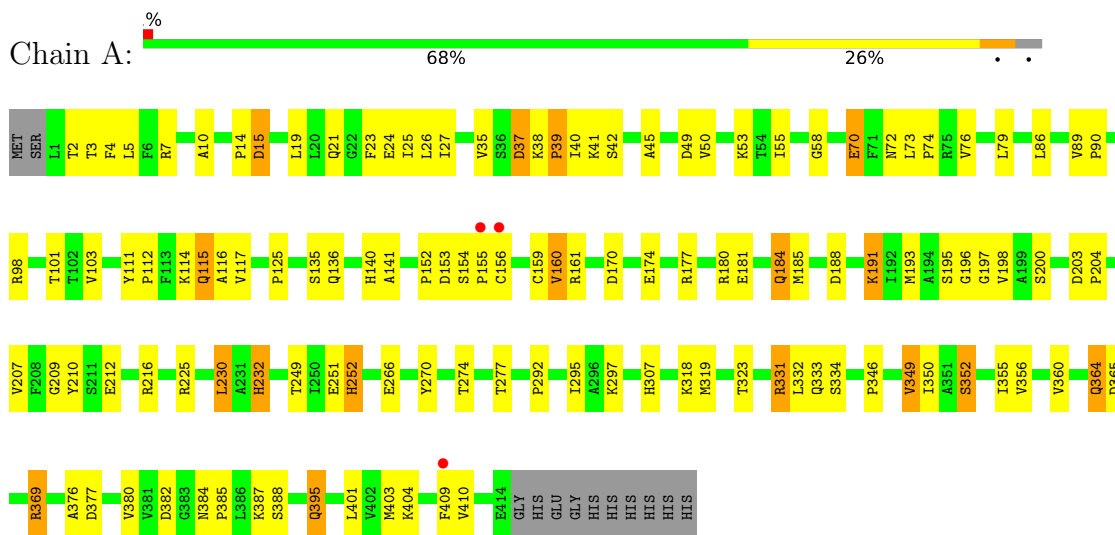 %
Chain A:
68% 26% . .
MET SER L1 T2 T3 F4 L5 F6 R7 A10 P14 D15 L19 L20 Q21 G22 F23 E24 I25 L26 I27 V35 S36 D37 K38 P39 I40 K41 S42 A45 D49 V50 K53 T54 I55 G58 E70 F71 N72 L73 P74 R75 V76 L79 L86 V89 P90
R98 T101 T102 V103 Y111 P112 F113 K114 Q115 A116 V117 P125 S135 Q136 H140 A141 P152 D153 S154 P155 C156 C159 V160 R161 D170 E174 R177 R180 E181 Q184 M185 D188 K191 I192 M193 A194 S195 G196 G197 V198 A199 S200 D203 P204
V207 F208 G209 Y210 S211 E212 R216 R225 L230 A231 H232 T249 I250 E251 H252 E266 Y270 T274 T277 P292 I295 A296 K297 H307 K318 M319 T323 R331 L332 Q333 S334 P346 V349 I350 A351 S352 I355 V356 V360 Q364
R369 A376 D377 V380 V381 D382 G383 N384 P385 L386 K387 S388 Q395 L401 V402 M403 K404 F409 V410 E414 GLY HIS GLU GLY HIS HIS HIS HIS HIS HIS